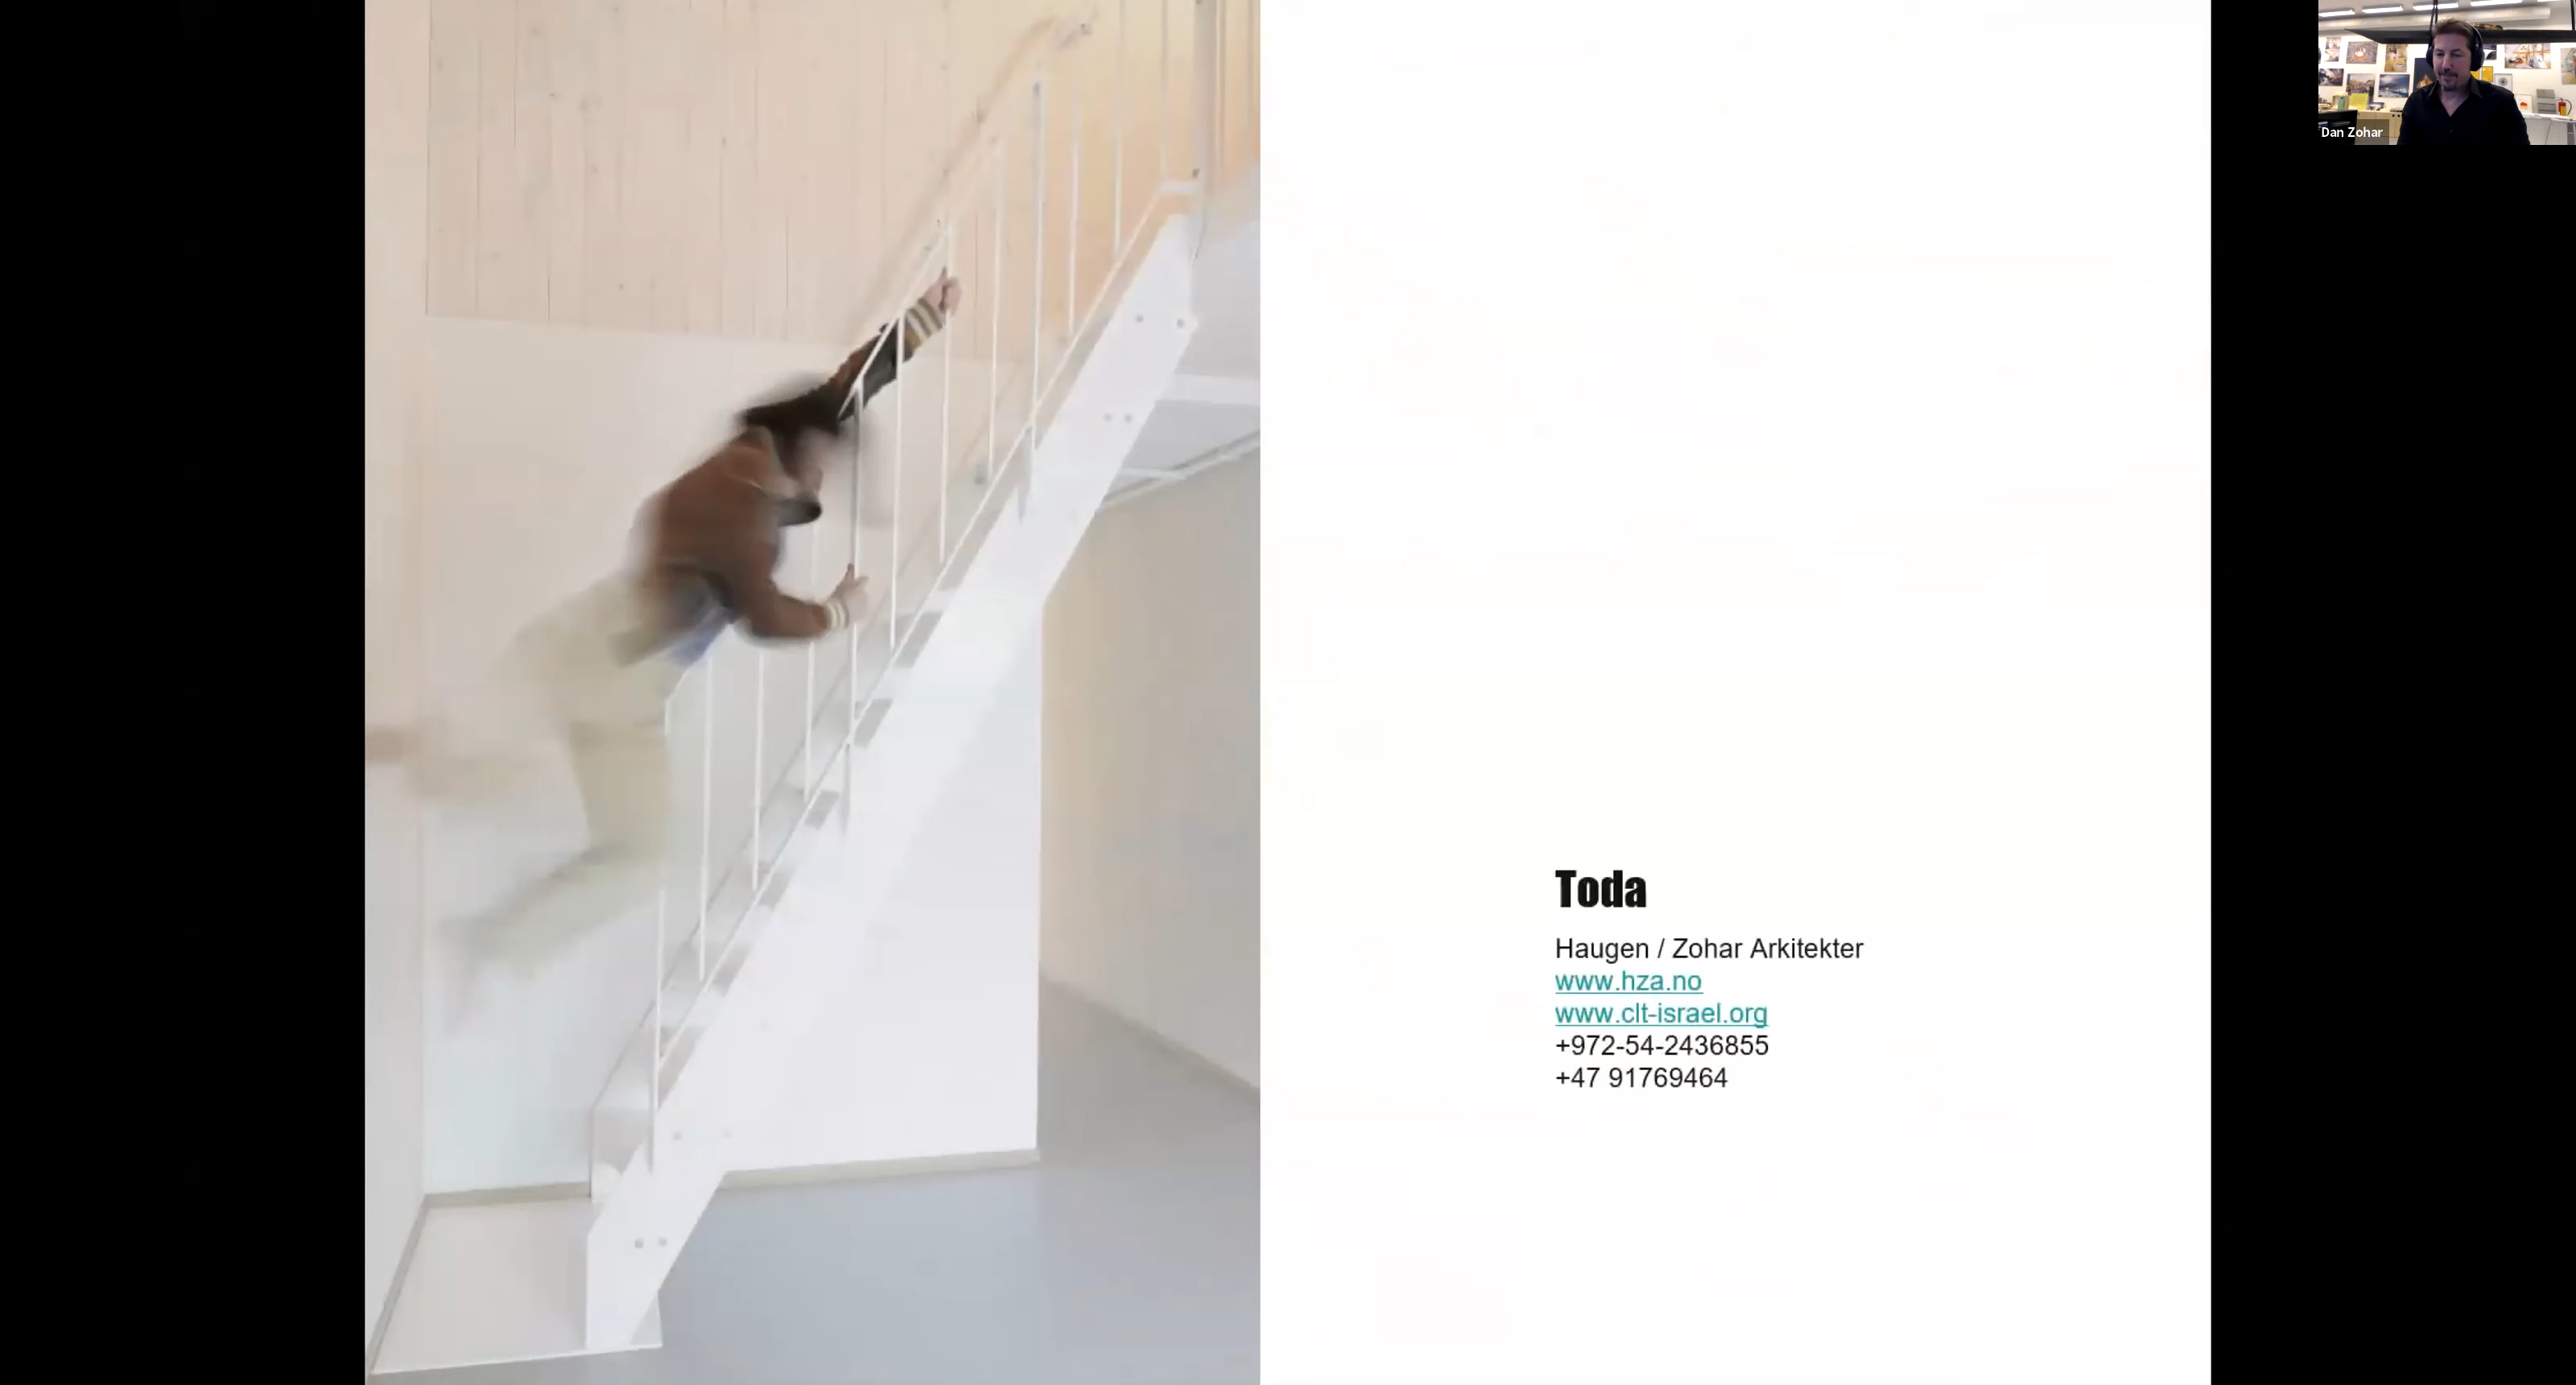 Dan Zohar
Toda
Haugen / Zohar Arkitekter
www.hza.no
www.clt-israel.org
+972-54-2436855
+47 91769464